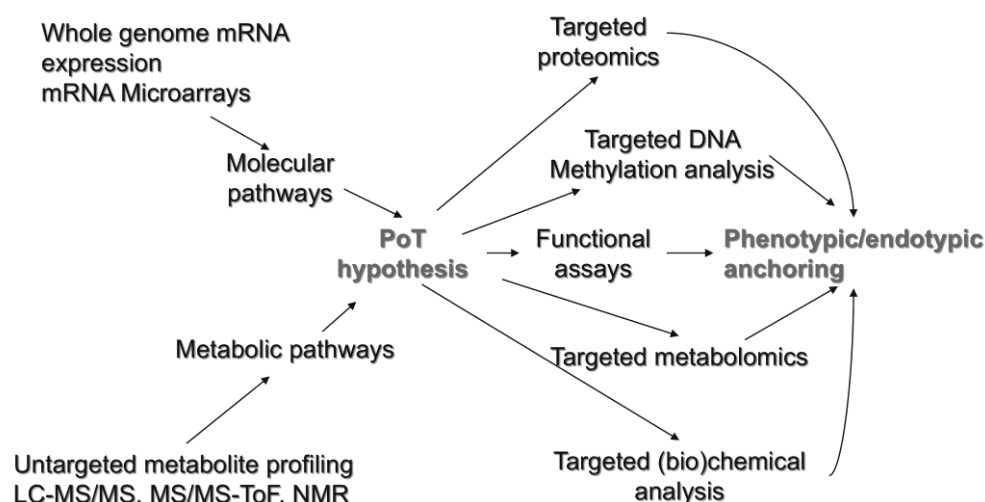 Whole genome mRNA
expression
mRNA Microarrays
Molecular
pathways
PoT
hypothesis
Metabolic pathways
Untargeted metabolite profiling
LC-MS/MS, MS/MS-ToF, NMR
Targeted
proteomics
Targeted DNA
Methylation analysis
Functional
assays
Targeted metabolomics
Targeted (bio)chemical
analysis
Phenotypic/endotypic
anchoring